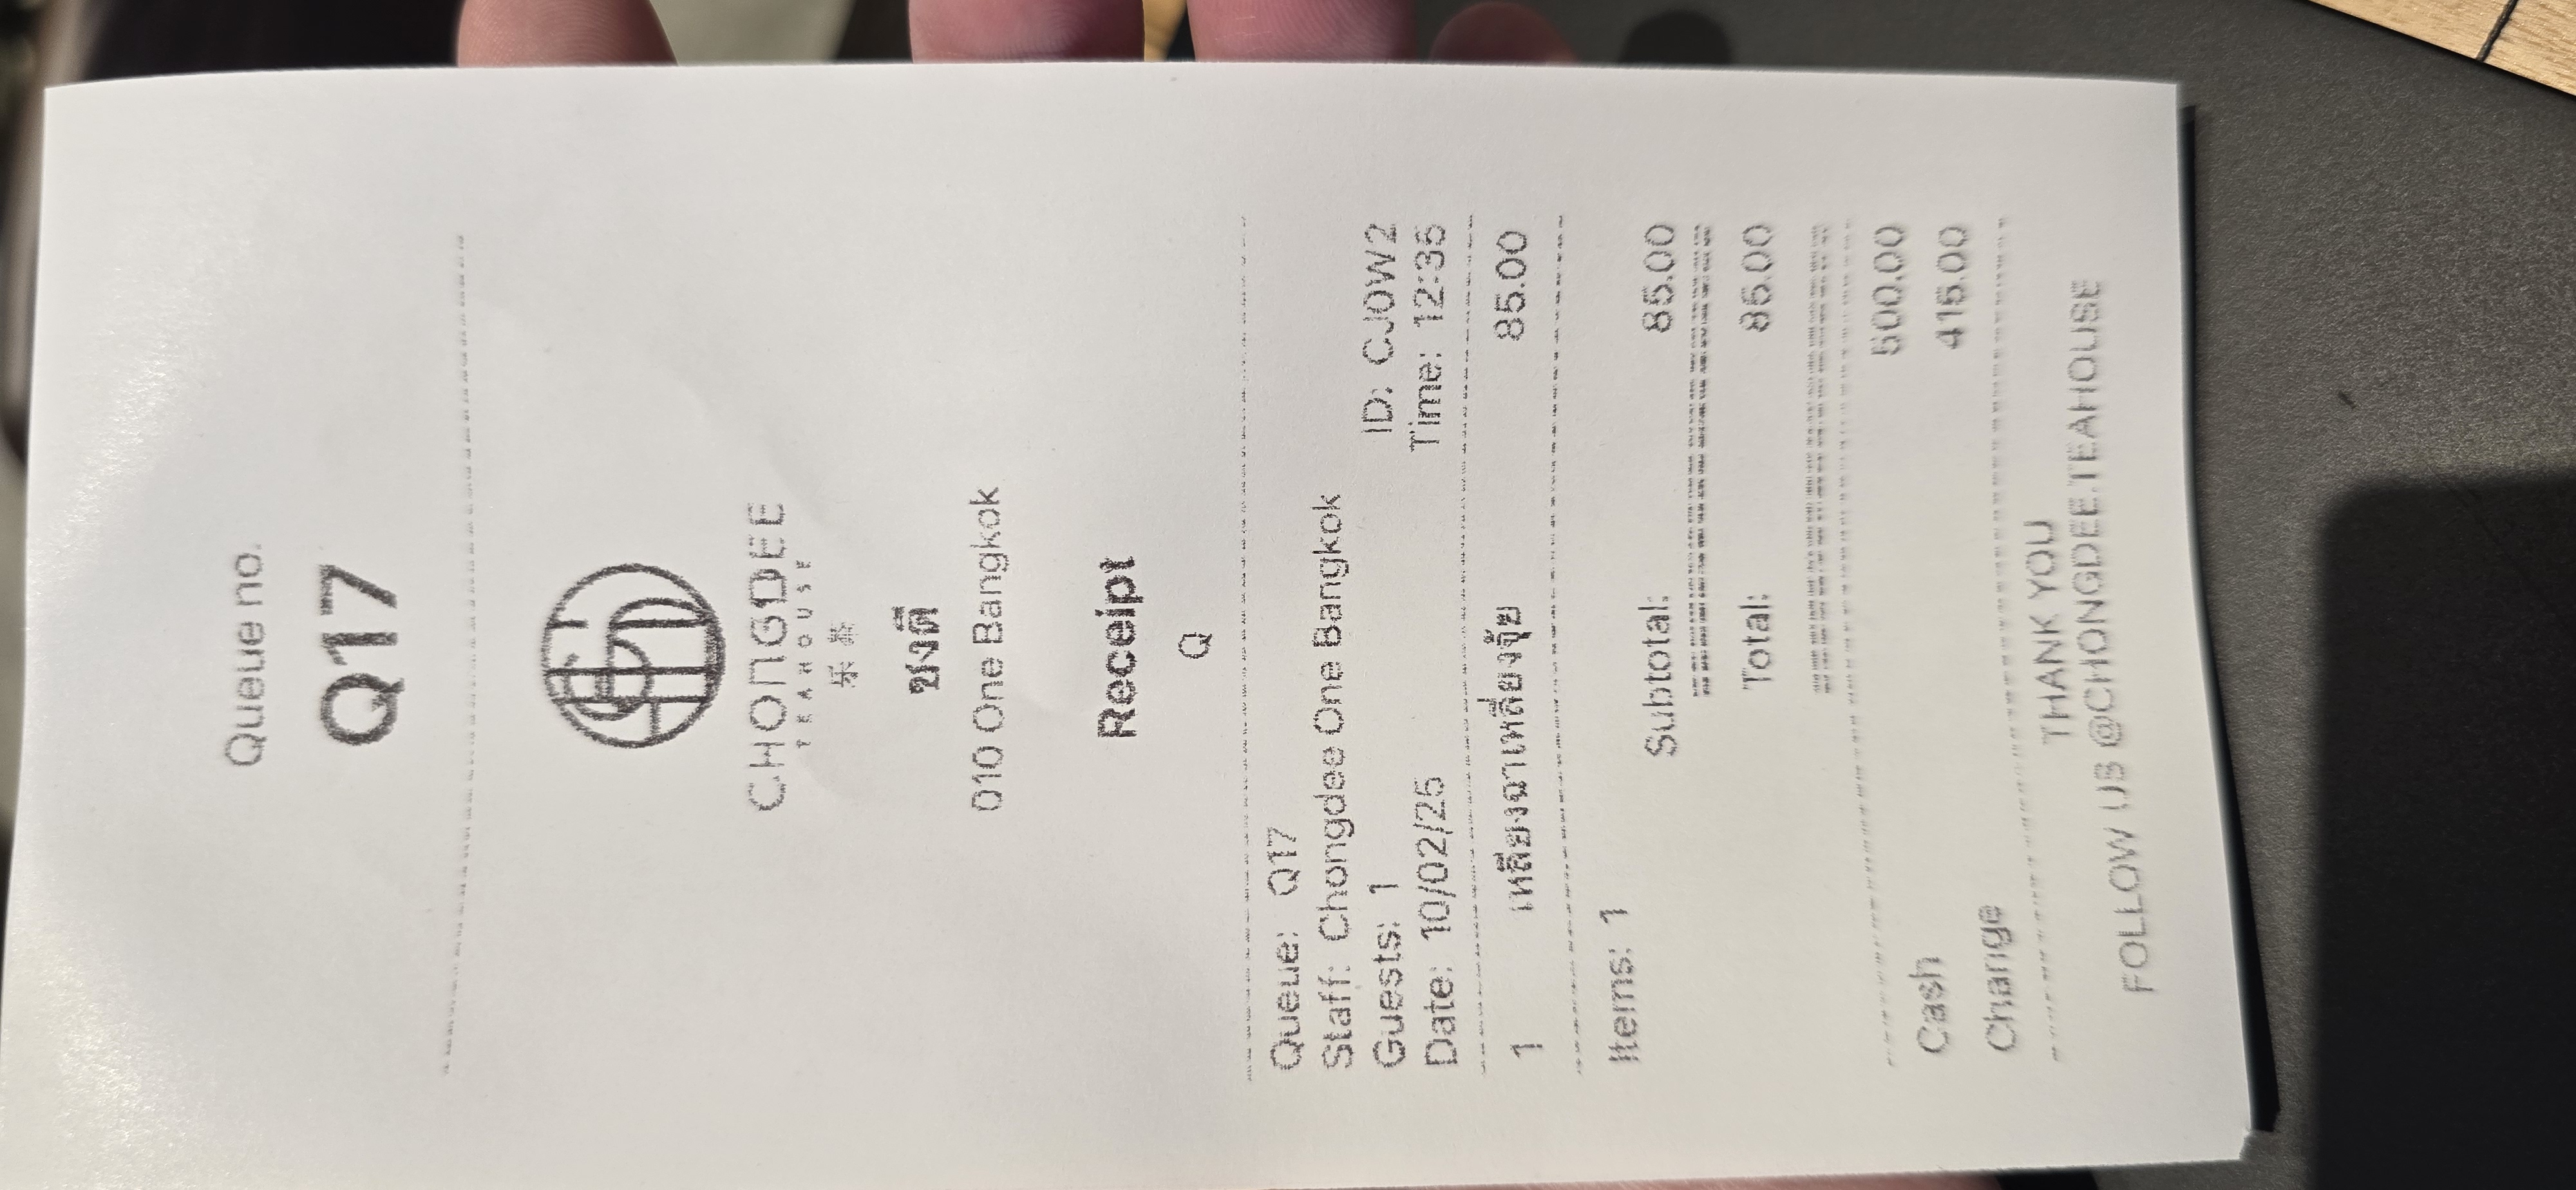 Queue no.
Q17
CHONGDEE
TEAHOUSE
乐茶
ชงดี
010 One Bangkok
Receipt
Q
Queue: Q17
Staff: Chongdee One Bangkok
Guests: 1 ID: CJ0W2
Date: 10/02/25 Time: 12:35
1 เหลียงฉาเหลี่ยงจุ้ย 85.00
Items: 1
Subtotal: 85.00
Total: 85.00
Cash 500.00
Change 415.00
THANK YOU
FOLLOW US @CHONGDEE.TEAHOUSE